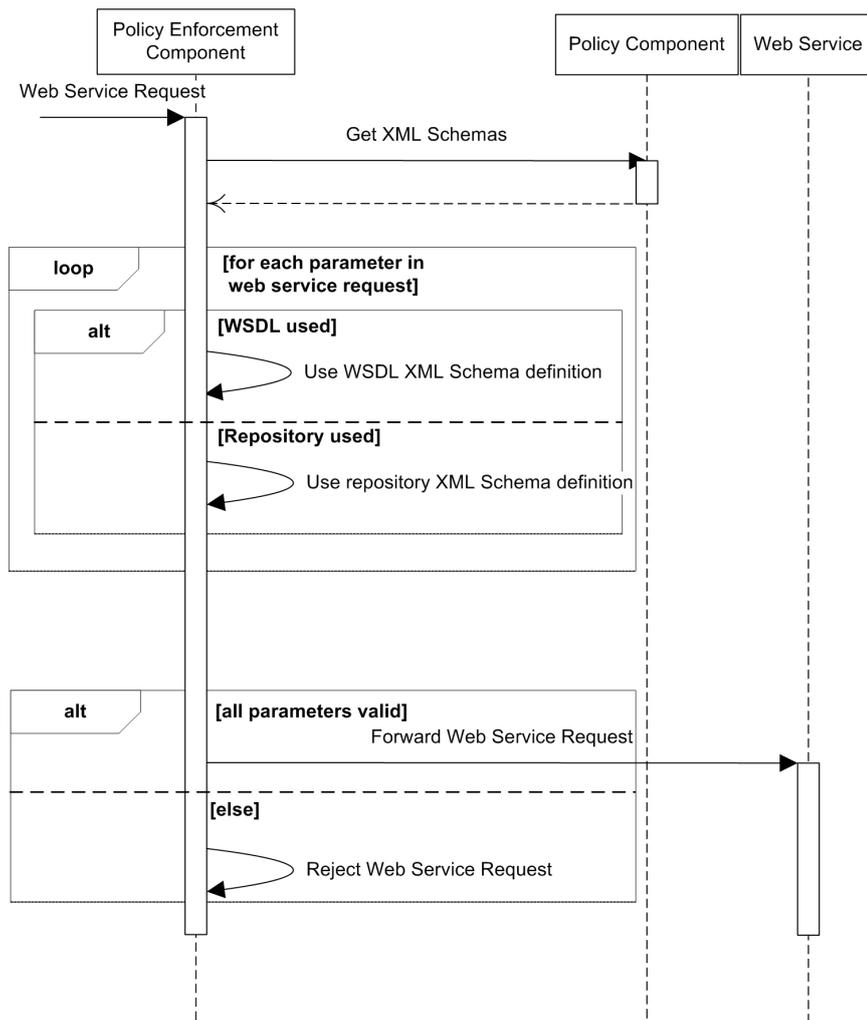 Policy Enforcement
Component
Policy Component
Web Service
Web Service Request
Get XML Schemas
loop
[for each parameter in
web service request]
alt
[WSDL used]
Use WSDL XML Schema definition
[Repository used]
Use repository XML Schema definition
alt
[all parameters valid]
Forward Web Service Request
[else]
Reject Web Service Request